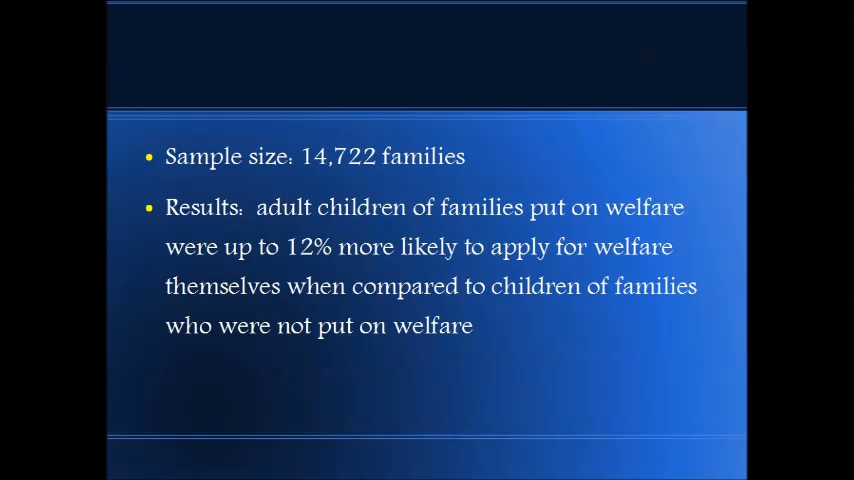 Sample size: 14,722 families
Results: adult children of families put on welfare
were up to 12% more likely to apply for welfare
themselves when compared to children of families
who were not put on welfare